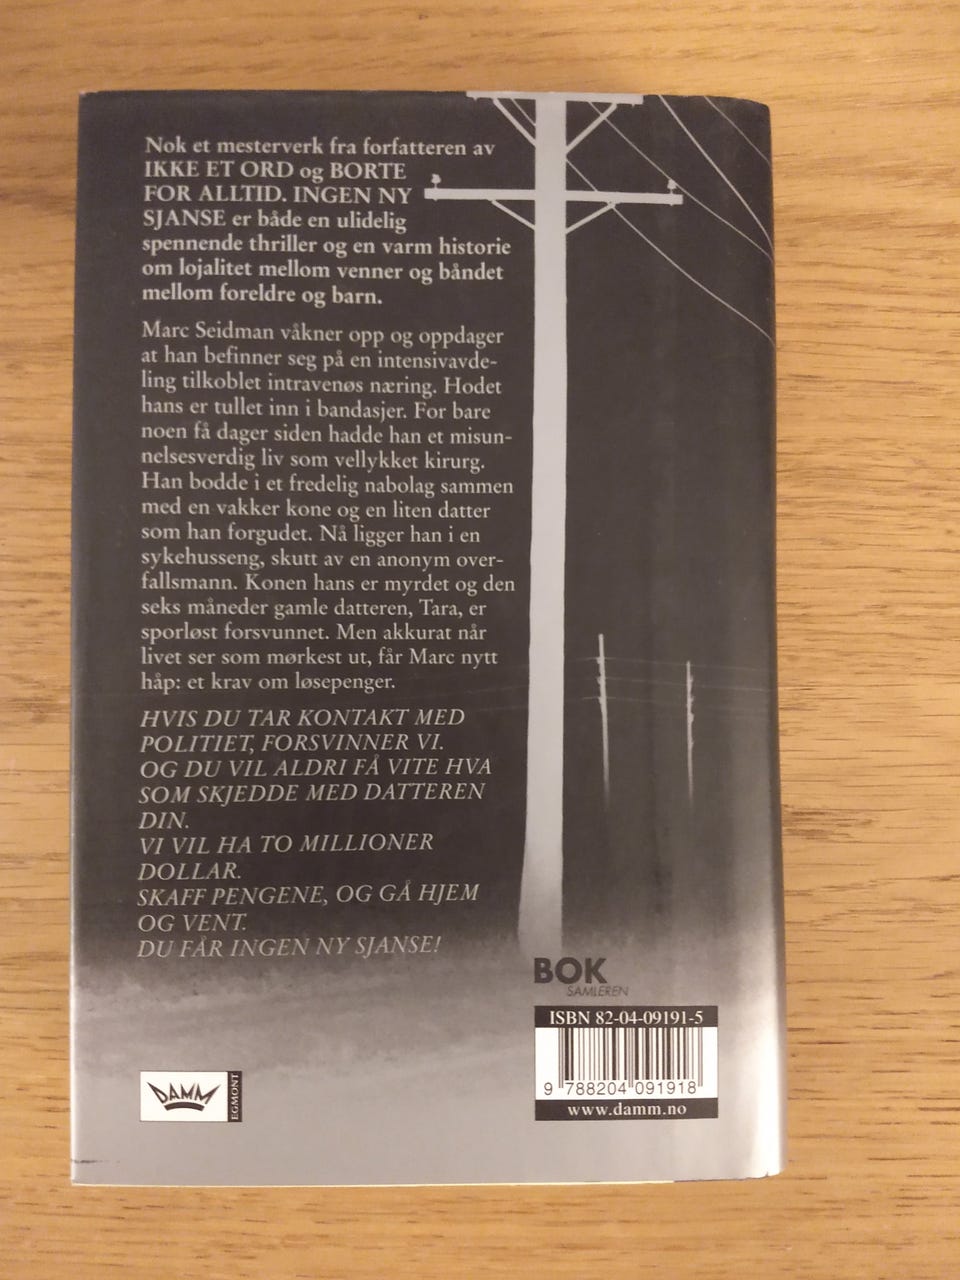 Nok et mesterverk fra forfatteren av
IKKE ET ORD og BORTE
FOR ALLTID. INGEN NY
SJANSE er både en ulidelig
spennende thriller og en varm historie
om lojalitet mellom venner og båndet
mellom foreldre og barn.
Marc Seidman våkner opp og oppdager
at han befinner seg på en intensivavde-
ling tilkoblet intravenøs næring. Hodet
hans er tullet inn i bandasjer. For bare
noen få dager siden hadde han et misun-
nelsesverdig liv som vellykket kirurg.
Han bodde i et fredelig nabolag sammen
med en vakker kone og en liten datter
som han forgudet. Nå ligger han i en
sykehusseng, skutt av en anonym over-
fallsmann. Konen hans er myrdet og den
seks måneder gamle datteren, Tara, er
sporløst forsvunnet. Men akkurat når
livet ser som mørkest ut, får Marc nytt
håp: et krav om løsepenger.
HVIS DU TAR KONTAKT MED
POLITIET, FORSVINNER VI.
OG DU VIL ALDRI FÅ VITE HVA
SOM SKJEDDE MED DATTEREN
DIN.
VI VIL HA TO MILLIONER
DOLLAR.
SKAFF PENGENE, OG GÅ HJEM
OG VENT.
DU FÅR INGEN NY SJANSE!
BOK
SAMLEREN
ISBN 82-04-09191-5
9 788204 091918
www.damm.no
DAMM
EGMONT